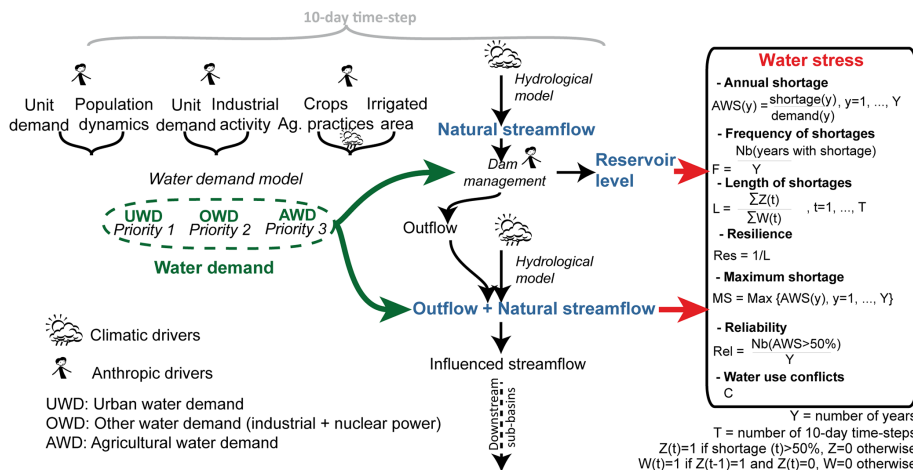 10-day time-step
Unit demand
Population dynamics
Unit demand
Industrial activity
Crops
Ag. practices
Irrigated area
Water demand model
UWD
Priority 1
OWD
Priority 2
AWD
Priority 3
Water demand
Hydrological
model
Natural streamflow
Dam
management
Reservoir
level
Outflow
Hydrological
model
Outflow + Natural streamflow
Influenced streamflow
Downstream
sub-basins
Climatic drivers
Anthropic drivers
UWD: Urban water demand
OWD: Other water demand (industrial + nuclear power)
AWD: Agricultural water demand
Water stress
- Annual shortage
AWS(y) = shortage(y) / demand(y) , y=1, ..., Y
- Frequency of shortages
F = Nb(years with shortage) / Y
- Length of shortages
L = ΣZ(t) / ΣW(t) , t=1, ..., T
- Resilience
Res = 1/L
- Maximum shortage
MS = Max {AWS(y), y=1, ..., Y}
- Reliability
Rel = Nb(AWS>50%) / Y
- Water use conflicts
C
Y = number of years
T = number of 10-day time-steps
Z(t)=1 if shortage (t)>50%, Z=0 otherwise
W(t)=1 if Z(t-1)=1 and Z(t)=0, W=0 otherwise